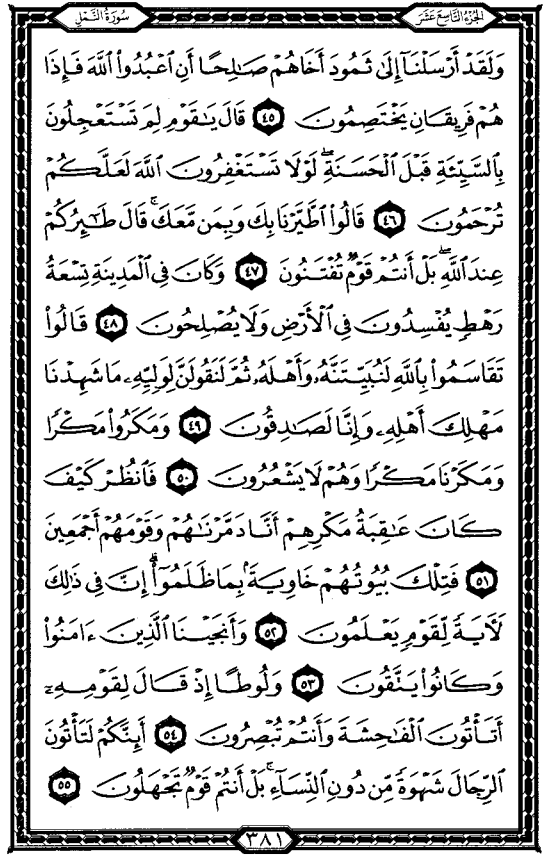 الجزء التاسع عشر
سورة النمل
وَلَقَدْ أَرْسَلْنَآ إِلَىٰ ثَمُودَ أَخَاهُمْ صَٰلِحًا أَنِ ٱعْبُدُوا۟ ٱللَّهَ فَإِذَا
هُمْ فَرِيقَانِ يَخْتَصِمُونَ ٤٥ قَالَ يَٰقَوْمِ لِمَ تَسْتَعْجِلُونَ
بِٱلسَّيِّئَةِ قَبْلَ ٱلْحَسَنَةِ ۖ لَوْلَا تَسْتَغْفِرُونَ ٱللَّهَ لَعَلَّكُمْ
تُرْحَمُونَ ٤٦ قَالُوا۟ ٱطَّيَّرْنَا بِكَ وَبِمَن مَّعَكَ ۚ قَالَ طَٰٓئِرُكُمْ
عِندَ ٱللَّهِ ۖ بَلْ أَنتُمْ قَوْمٌ تُفْتَنُونَ ٤٧ وَكَانَ فِى ٱلْمَدِينَةِ تِسْعَةُ
رَهْطٍ يُفْسِدُونَ فِى ٱلْأَرْضِ وَلَا يُصْلِحُونَ ٤٨ قَالُوا۟
تَقَاسَمُوا۟ بِٱللَّهِ لَنُبَيِّتَنَّهُۥ وَأَهْلَهُۥ ثُمَّ لَنَقُولَنَّ لِوَلِيِّهِۦ مَا شَهِدْنَا
مَهْلِكَ أَهْلِهِۦ وَإِنَّا لَصَٰدِقُونَ ٤٩ وَمَكَرُوا۟ مَكْرًا
وَمَكَرْنَا مَكْرًا وَهُمْ لَا يَشْعُرُونَ ٥٠ فَٱنظُرْ كَيْفَ
كَانَ عَٰقِبَةُ مَكْرِهِمْ أَنَّا دَمَّرْنَٰهُمْ وَقَوْمَهُمْ أَجْمَعِينَ
٥١ فَتِلْكَ بُيُوتُهُمْ خَاوِيَةًۢ بِمَا ظَلَمُوٓا۟ ۗ إِنَّ فِى ذَٰلِكَ
لَءَايَةً لِّقَوْمٍ يَعْلَمُونَ ٥٢ وَأَنجَيْنَا ٱلَّذِينَ ءَامَنُوا۟
وَكَانُوا۟ يَتَّقُونَ ٥٣ وَلُوطًا إِذْ قَالَ لِقَوْمِهِۦٓ
أَتَأْتُونَ ٱلْفَٰحِشَةَ وَأَنتُمْ تُبْصِرُونَ ٥٤ أَئِنَّكُمْ لَتَأْتُونَ
ٱلرِّجَالَ شَهْوَةً مِّن دُونِ ٱلنِّسَآءِ ۚ بَلْ أَنتُمْ قَوْمٌ تَجْهَلُونَ ٥٥
٣٨١